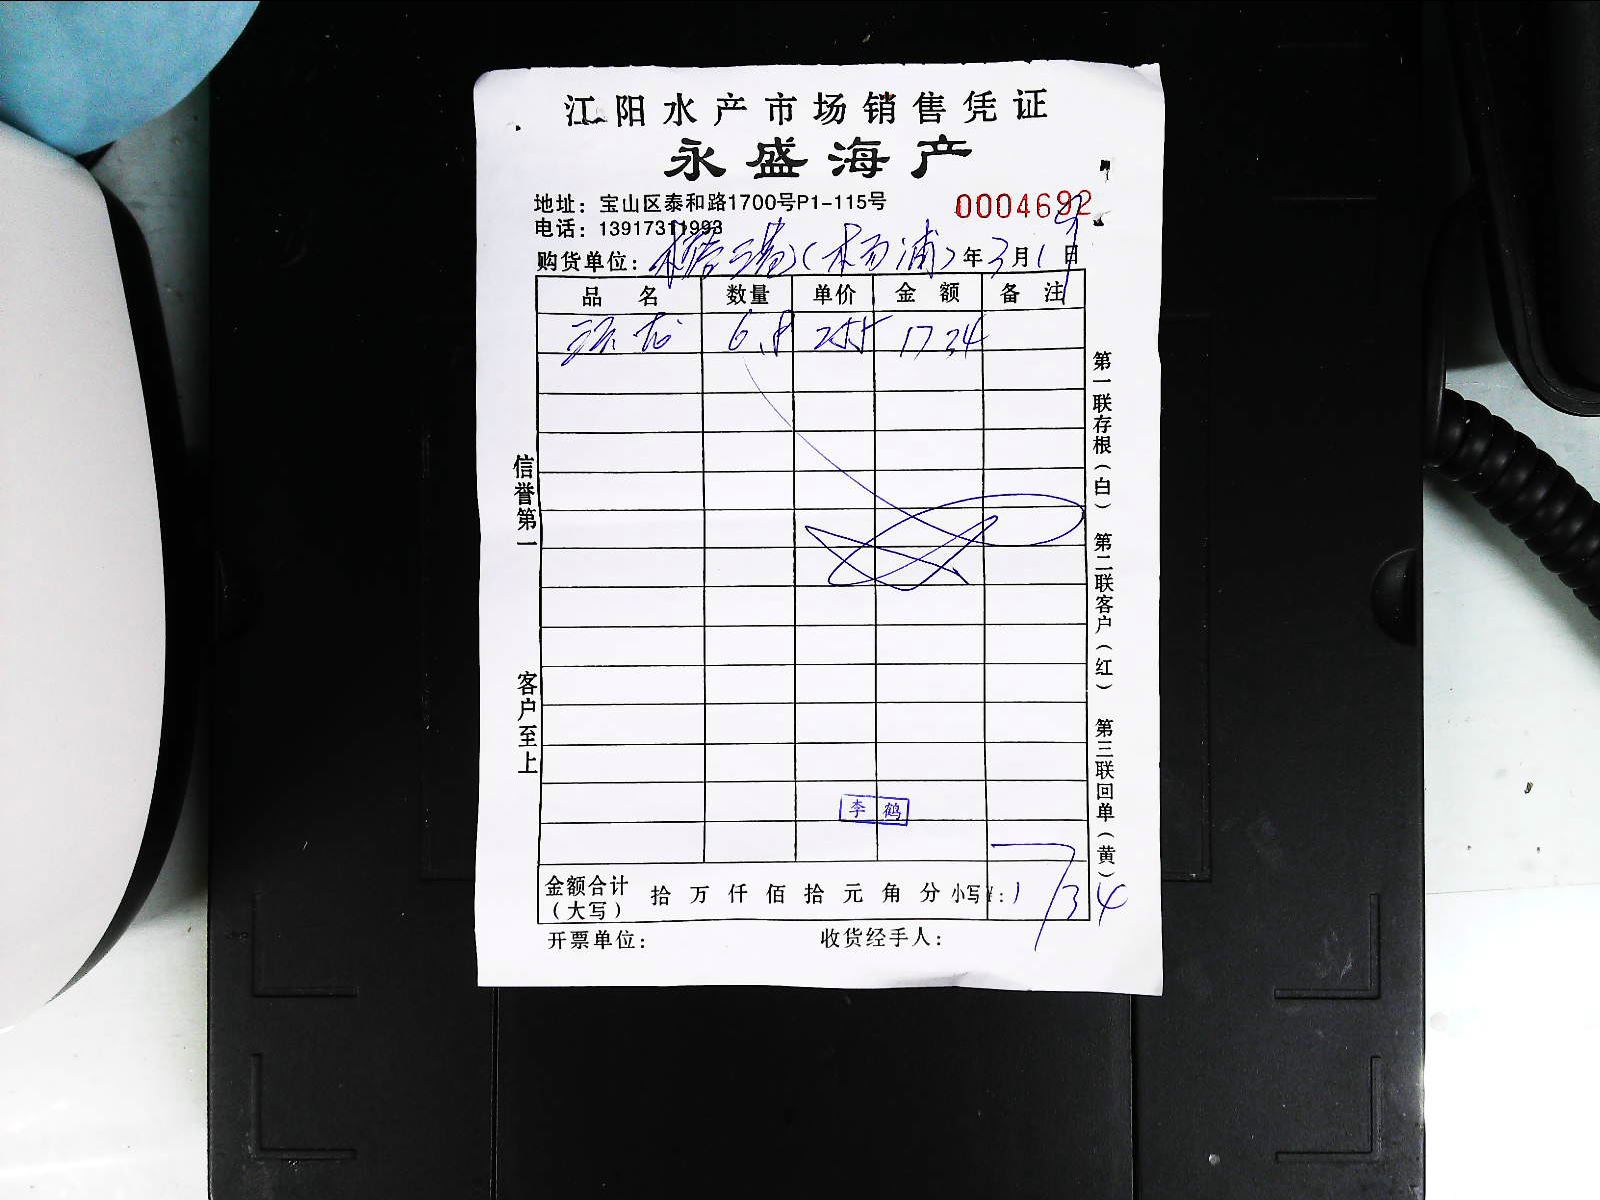 江阳水产市场销售凭证
永盛海产
地址：宝山区泰和路1700号P1-115号
0004692
电话：13917311993
购货单位：（杨浦）年3月19日
品名 数量 单价 金额 备注
6.8 255 1734
信誉第一 客户至上
第一联存根（白） 第二联客户（红） 第三联回单（黄）
李鹤
金额合计（大写） 拾万仟佰拾元角分 小写¥：1734
开票单位： 收货经手人：